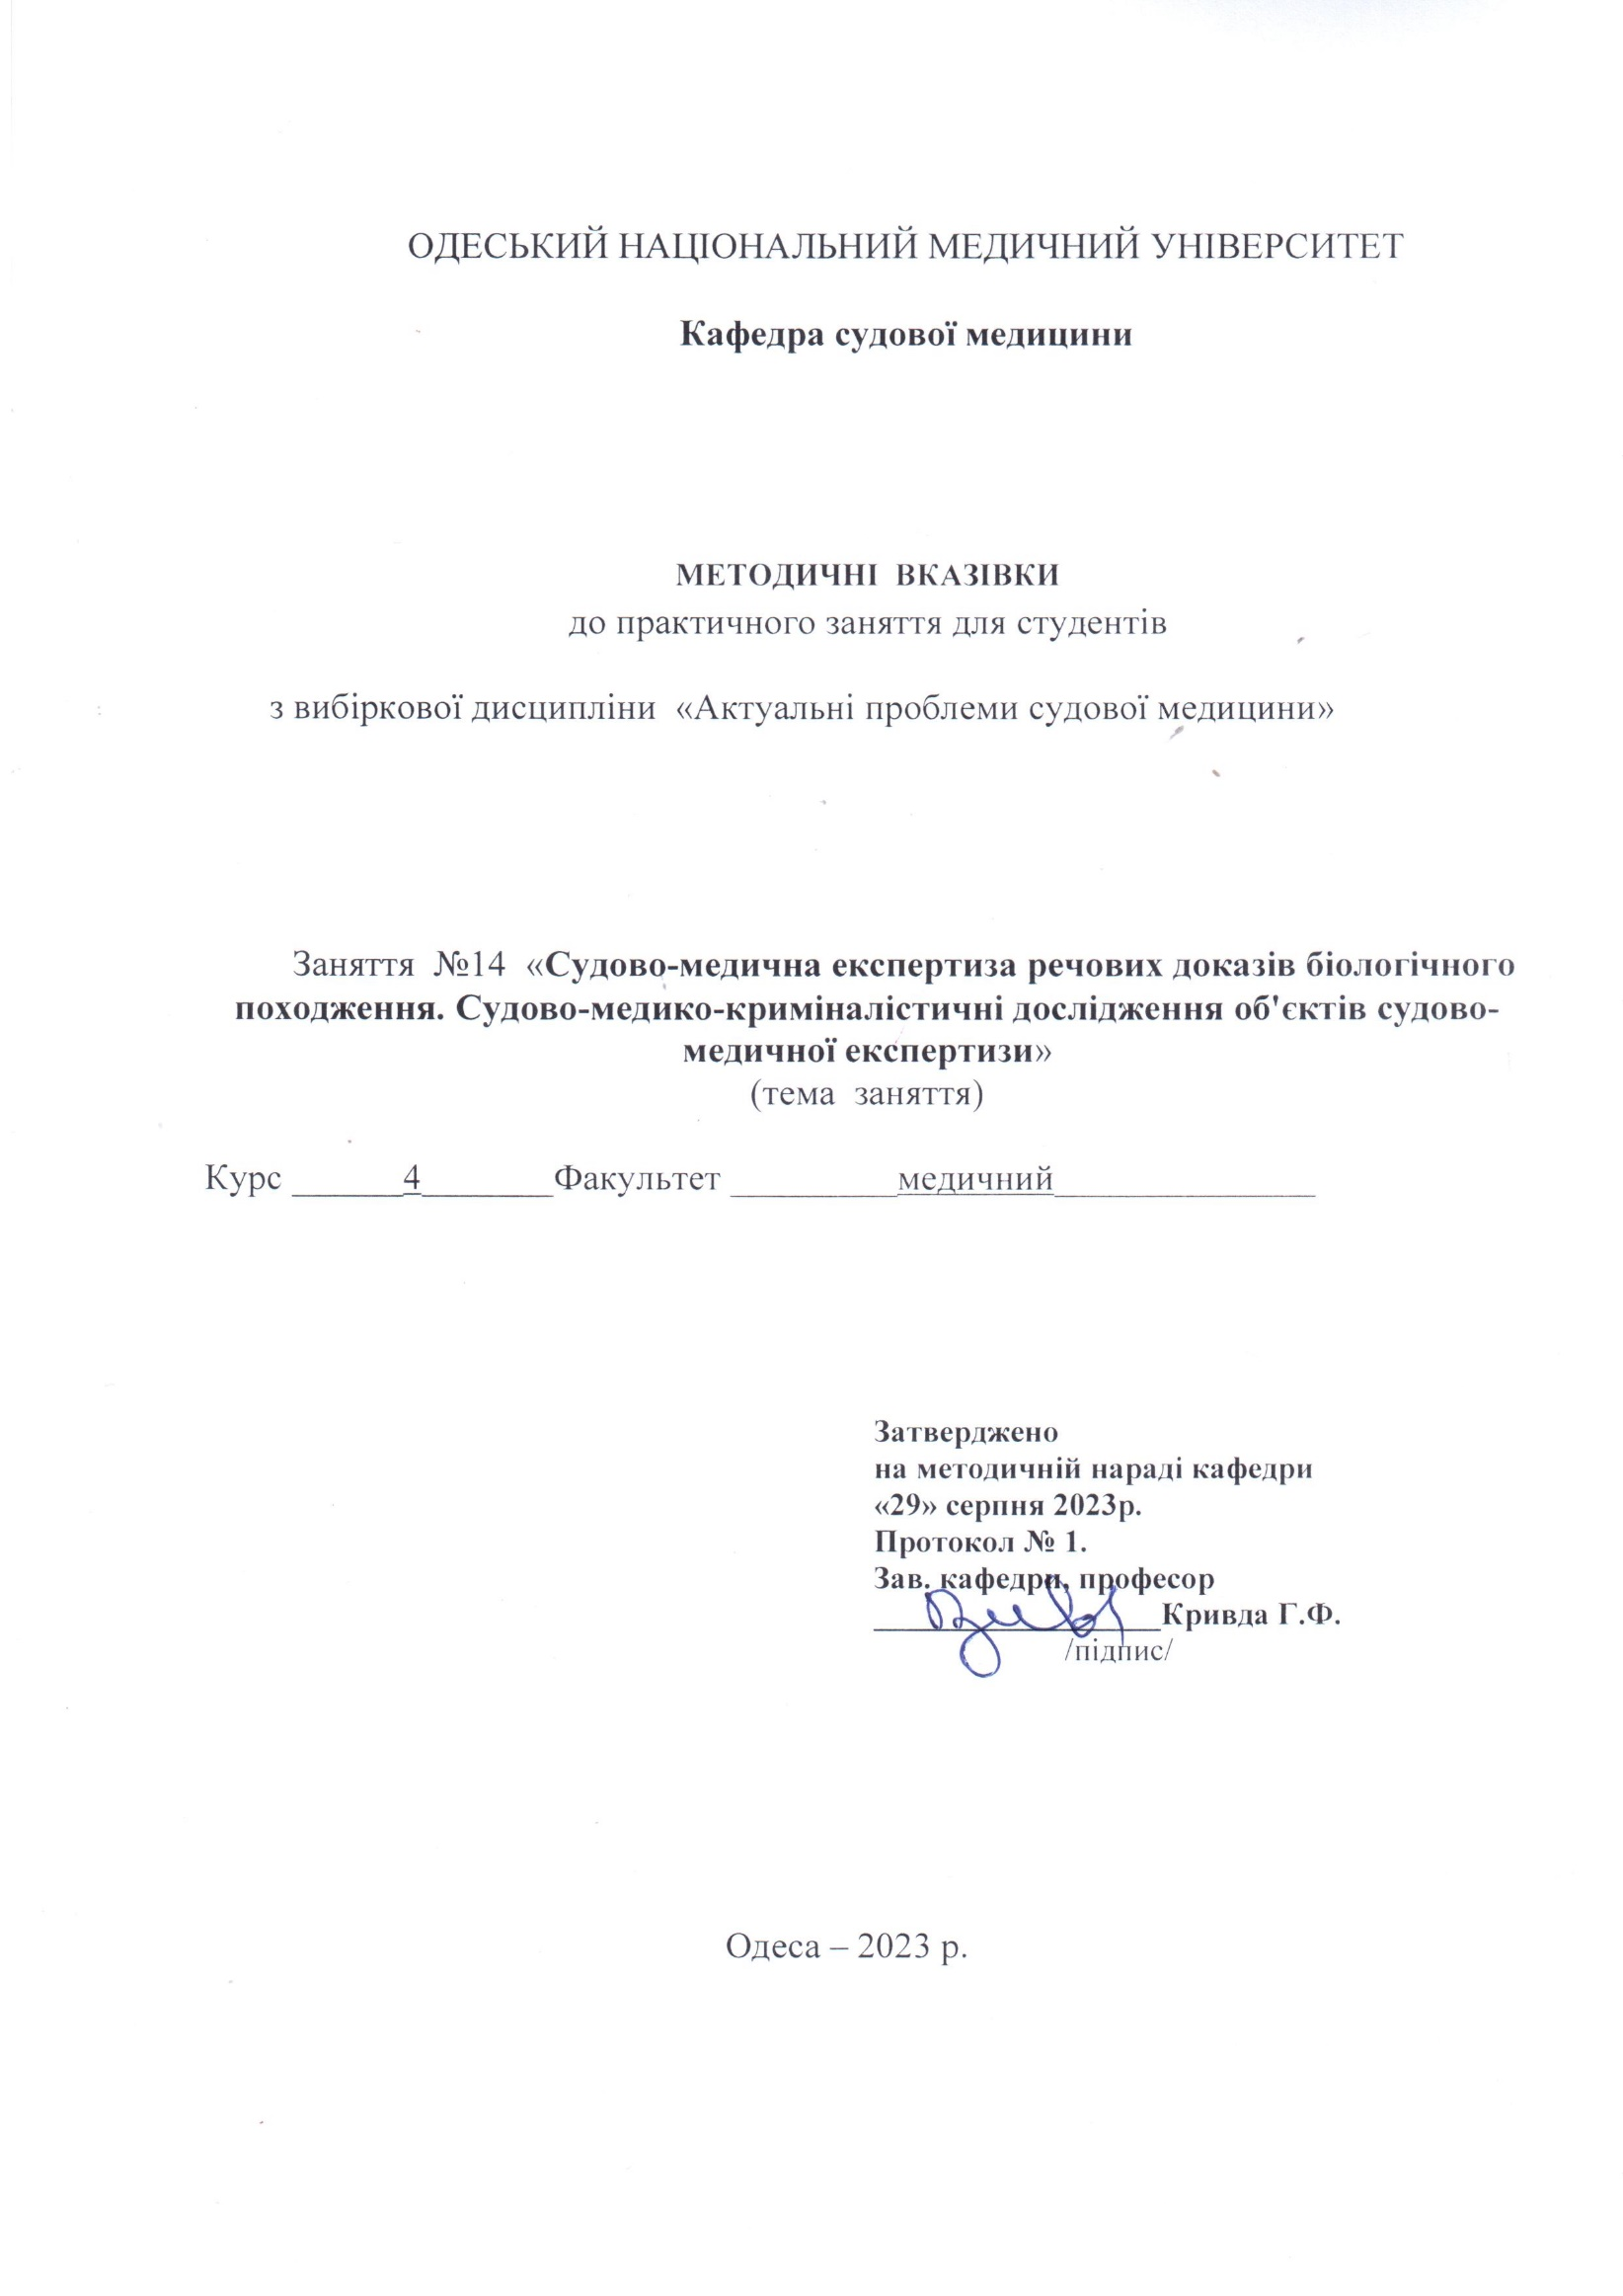 ОДЕСЬКИЙ НАЦІОНАЛЬНИЙ МЕДИЧНИЙ УНІВЕРСИТЕТ
Кафедра судової медицини
МЕТОДИЧНІ ВКАЗІВКИ
до практичного заняття для студентів
з вибіркової дисципліни «Актуальні проблеми судової медицини»
Заняття №14 «Судово-медична експертиза речових доказів біологічного
походження. Судово-медико-криміналістичні дослідження об'єктів судово-
медичної експертизи»
(тема заняття)
Курс ______4_______Факультет _________медичний______________
Затверджено
на методичній нараді кафедри
«29» серпня 2023р.
Протокол № 1.
Зав. кафедри, професор
__________________Кривда Г.Ф.
/підпис/
Одеса – 2023 р.